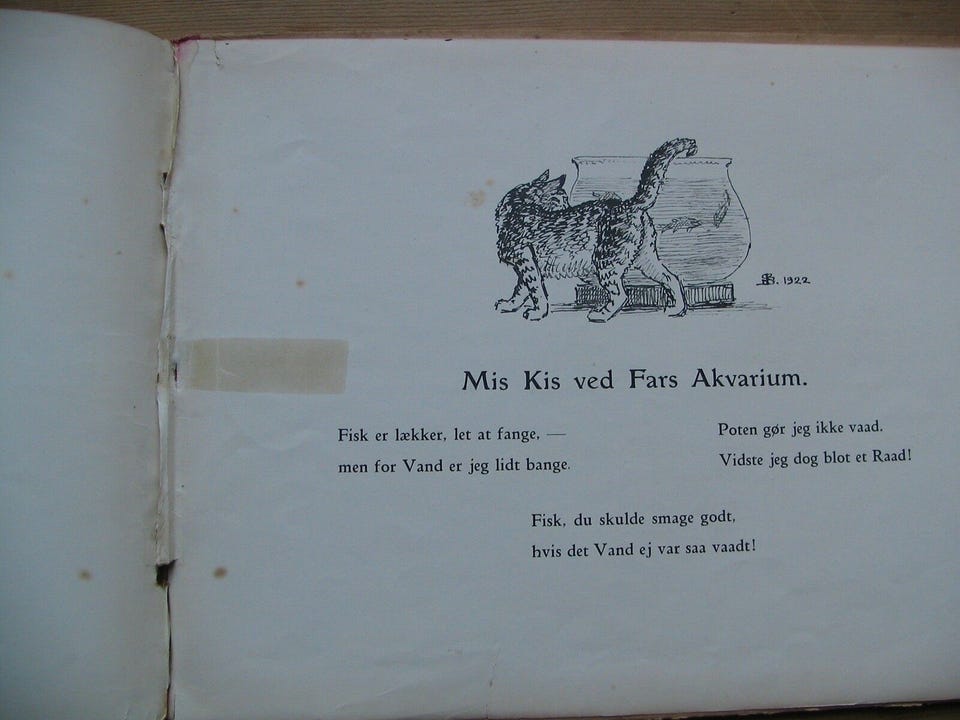 1922
Mis Kis ved Fars Akvarium.
Fisk er lækker, let at fange, —
men for Vand er jeg lidt bange.
Poten gør jeg ikke vaad.
Vidste jeg dog blot et Raad!
Fisk, du skulde smage godt,
hvis det Vand ej var saa vaadt!